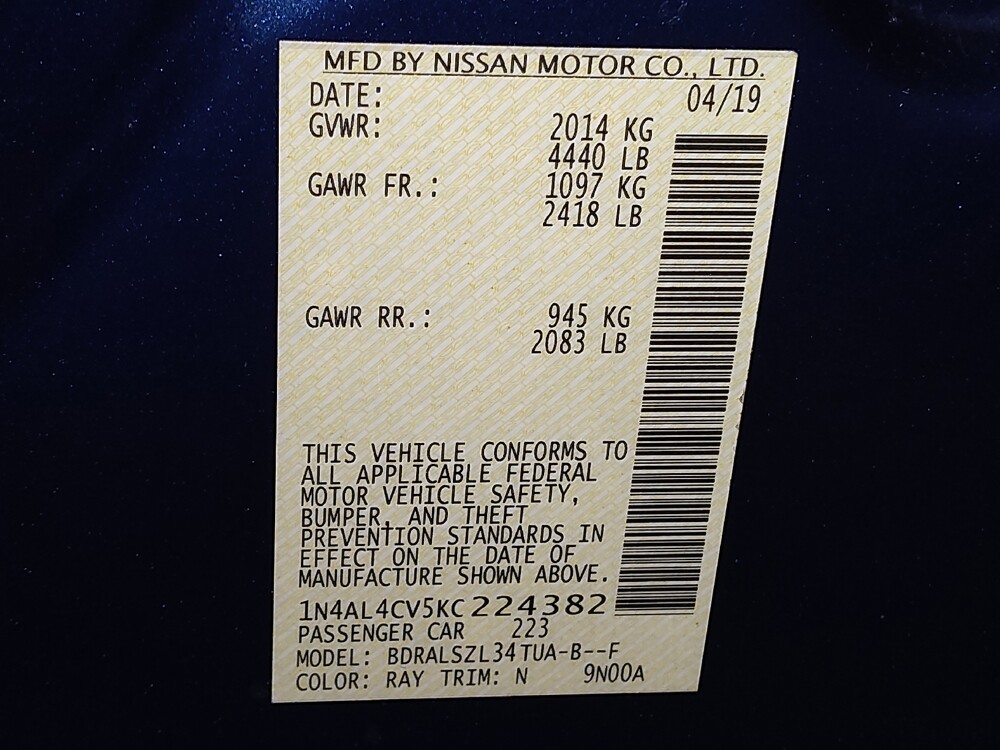 MFD BY NISSAN MOTOR CO., LTD.
DATE: 04/19
GVWR: 2014 KG
4440 LB
GAWR FR.: 1097 KG
2418 LB
GAWR RR.: 945 KG
2083 LB
THIS VEHICLE CONFORMS TO
ALL APPLICABLE FEDERAL
MOTOR VEHICLE SAFETY,
BUMPER, AND THEFT
PREVENTION STANDARDS IN
EFFECT ON THE DATE OF
MANUFACTURE SHOWN ABOVE.
1N4AL4CV5KC224382
PASSENGER CAR 223
MODEL: BDRALSZL34TUA-B--F
COLOR: RAY TRIM: N 9N00A